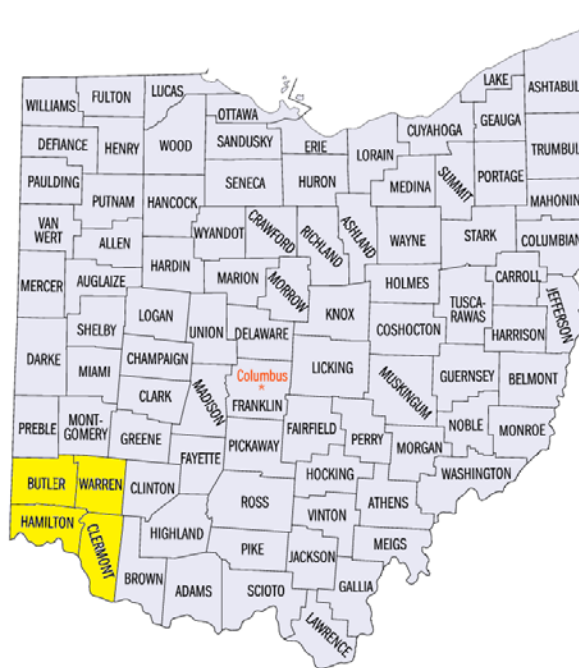 LAKE
ASHTABUL
WILLIAMS
FULTON
LUCAS
OTTAWA
CUYAHOGA
GEAUGA
DEFIANCE
HENRY
WOOD
SANDUSKY
ERIE
LORAIN
TRUMBUL
PAULDING
PUTNAM
HANCOCK
SENECA
HURON
MEDINA
SUMMIT
PORTAGE
MAHONIN
VAN
WERT
ALLEN
WYANDOT
CRAWFORD
RICHLAND
ASHLAND
WAYNE
STARK
COLUMBIAN
MERCER
AUGLAIZE
HARDIN
MARION
MORROW
HOLMES
CARROLL
JEFFERSON
TUSCA-
RAWAS
SHELBY
LOGAN
UNION
DELAWARE
KNOX
COSHOCTON
HARRISON
DARKE
MIAMI
CHAMPAIGN
CLARK
MADISON
Columbus
*
FRANKLIN
LICKING
MUSKINGUM
GUERNSEY
BELMONT
PREBLE
MONT-
GOMERY
GREENE
FAYETTE
PICKAWAY
FAIRFIELD
PERRY
MORGAN
NOBLE
MONROE
BUTLER
WARREN
CLINTON
ROSS
HOCKING
ATHENS
WASHINGTON
HAMILTON
CLERMONT
HIGHLAND
PIKE
VINTON
JACKSON
MEIGS
BROWN
ADAMS
SCIOTO
GALLIA
LAWRENCE